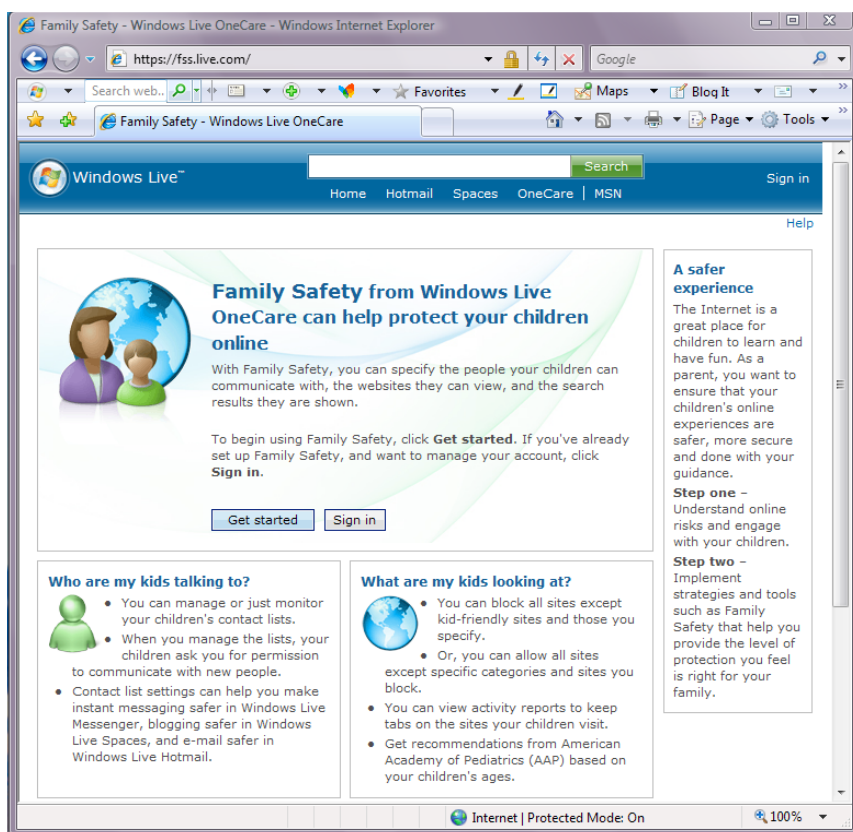 Family Safety - Windows Live OneCare - Windows Internet Explorer
https://fss.live.com/
Google
Search web..
Favorites
Maps
Blog It
Family Safety - Windows Live OneCare
Page
Tools
Windows Live™
Search
Sign in
Home Hotmail Spaces OneCare | MSN
Help
Family Safety from Windows Live
OneCare can help protect your children
online
With Family Safety, you can specify the people your children can
communicate with, the websites they can view, and the search
results they are shown.
To begin using Family Safety, click Get started. If you've already
set up Family Safety, and want to manage your account, click
Sign in.
Get started
Sign in
A safer
experience
The Internet is a
great place for
children to learn and
have fun. As a
parent, you want to
ensure that your
children's online
experiences are
safer, more secure
and done with your
guidance.
Step one –
Understand online
risks and engage
with your children.
Step two –
Implement
strategies and tools
such as Family
Safety that help you
provide the level of
protection you feel
is right for your
family.
Who are my kids talking to?
• You can manage or just monitor
your children's contact lists.
• When you manage the lists, your
children ask you for permission
to communicate with new people.
• Contact list settings can help you make
instant messaging safer in Windows Live
Messenger, blogging safer in Windows
Live Spaces, and e-mail safer in
Windows Live Hotmail.
What are my kids looking at?
• You can block all sites except
kid-friendly sites and those you
specify.
• Or, you can allow all sites
except specific categories and sites you
block.
• You can view activity reports to keep
tabs on the sites your children visit.
• Get recommendations from American
Academy of Pediatrics (AAP) based on
your children's ages.
Internet | Protected Mode: On
100%